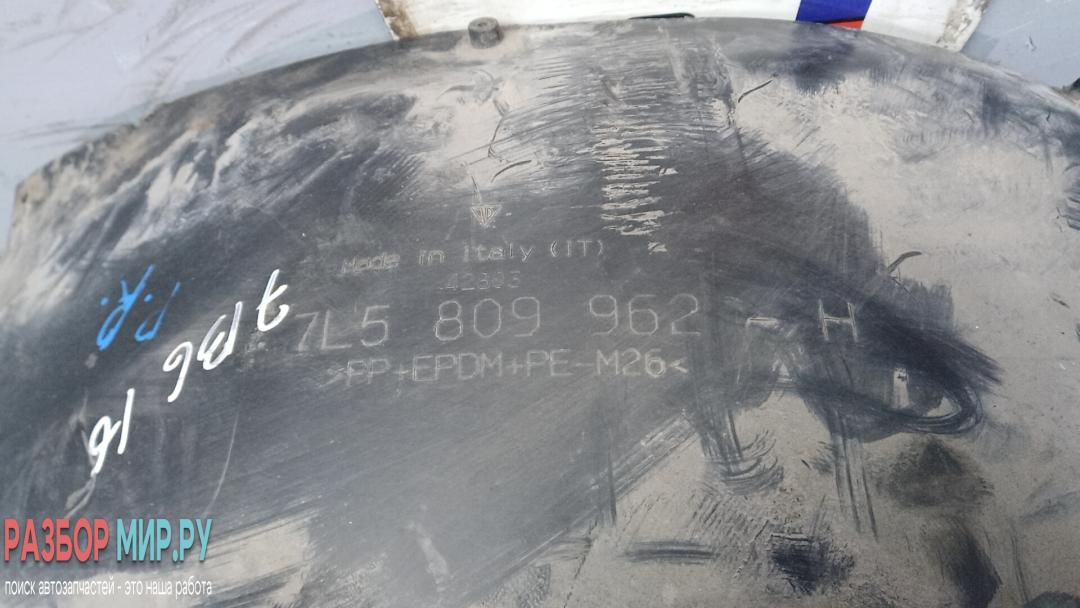 Made in Italy (IT)
7L5 809 962 - H
>PP+EPDM+PE-M26<
РАЗБОР МИР.РУ
поиск автозапчастей - это наша работа